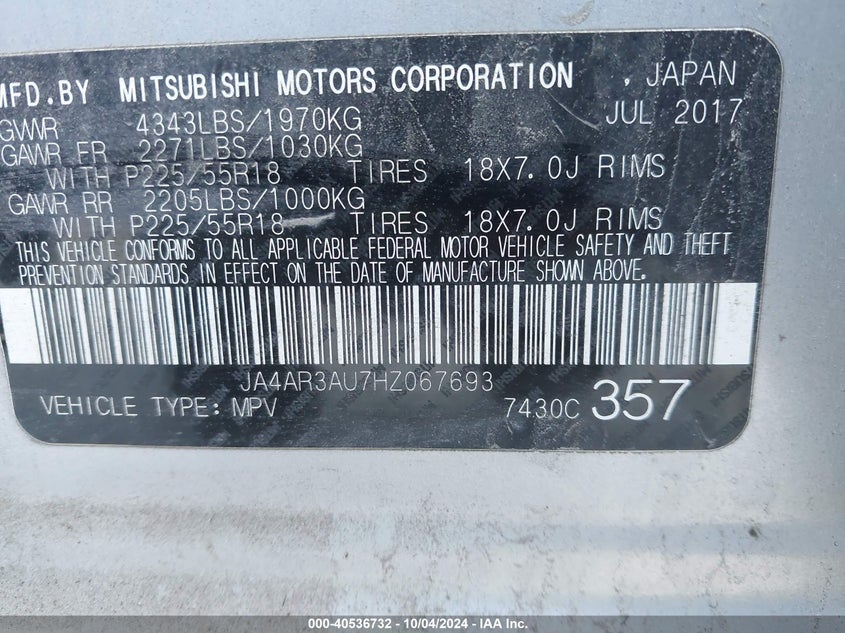 MFD.BY MITSUBISHI MOTORS CORPORATION , JAPAN
JUL 2017
GVWR 4343LBS/1970KG
GAWR FR 2271LBS/1030KG
WITH P225/55R18 TIRES 18X7.0J RIMS
GAWR RR 2205LBS/1000KG
WITH P225/55R18 TIRES 18X7.0J RIMS
THIS VEHICLE CONFORMS TO ALL APPLICABLE FEDERAL MOTOR VEHICLE SAFETY AND THEFT
PREVENTION STANDARDS IN EFFECT ON THE DATE OF MANUFACTURE SHOWN ABOVE.
JA4AR3AU7HZ067693
VEHICLE TYPE: MPV 7430C 357
000-40536732 - 10/04/2024 - IAA Inc.